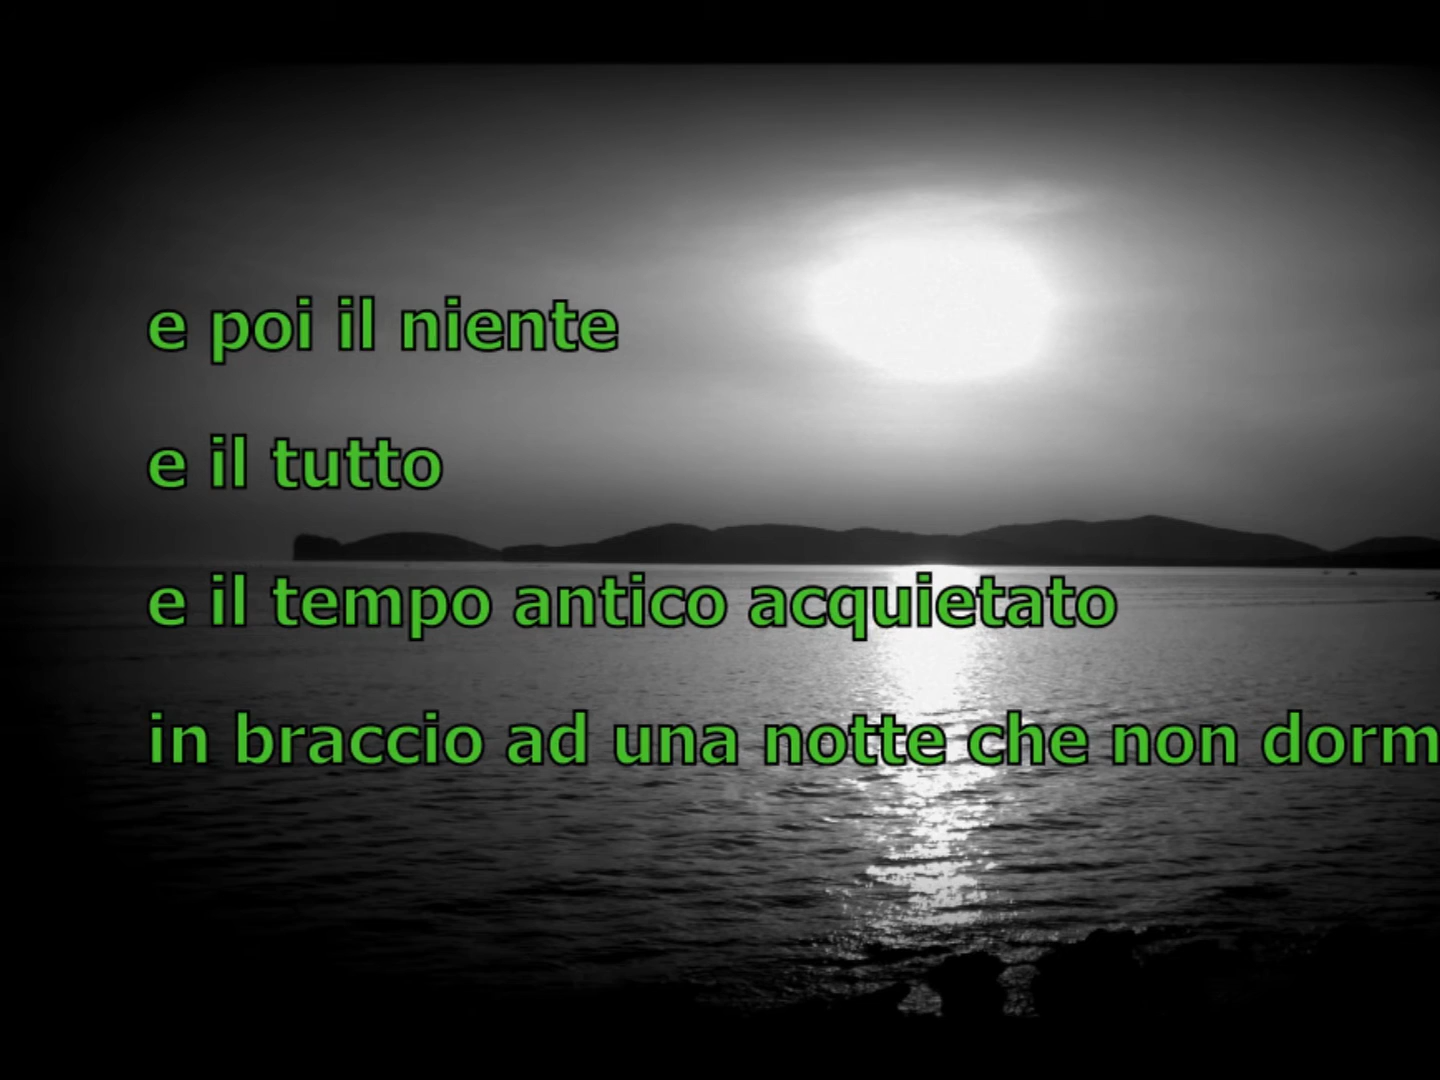 e poi il niente
e il tutto
e il tempo antico acquietato
in braccio ad una notte che non dorm